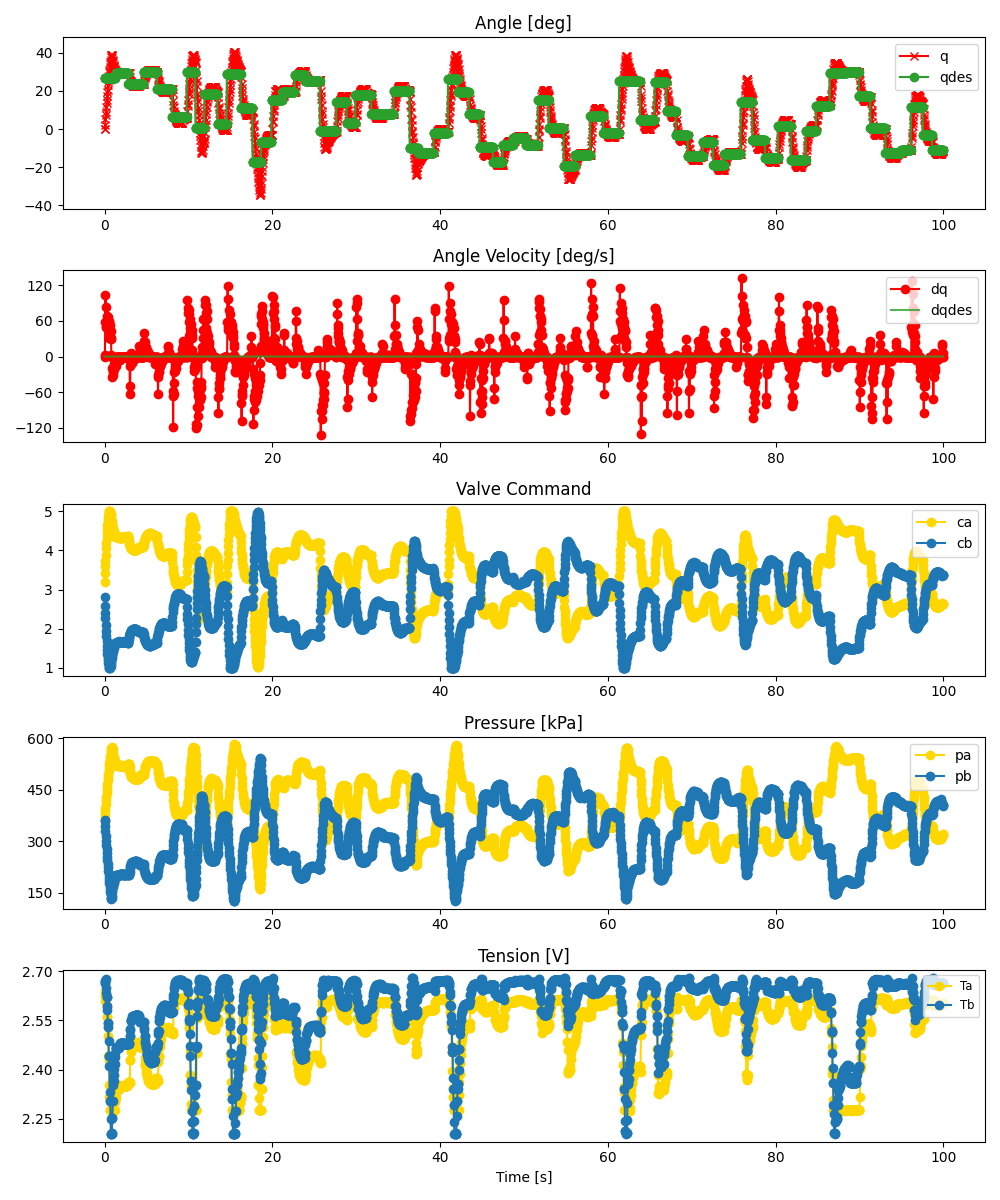 Angle [deg]
40
20
0
−20
−40
q
qdes
0 20 40 60 80 100
Angle Velocity [deg/s]
120
60
0
−60
−120
dq
dqdes
0 20 40 60 80 100
Valve Command
5
4
3
2
1
ca
cb
0 20 40 60 80 100
Pressure [kPa]
600
450
300
150
pa
pb
0 20 40 60 80 100
Tension [V]
2.70
2.55
2.40
2.25
Ta
Tb
0 20 40 60 80 100
Time [s]